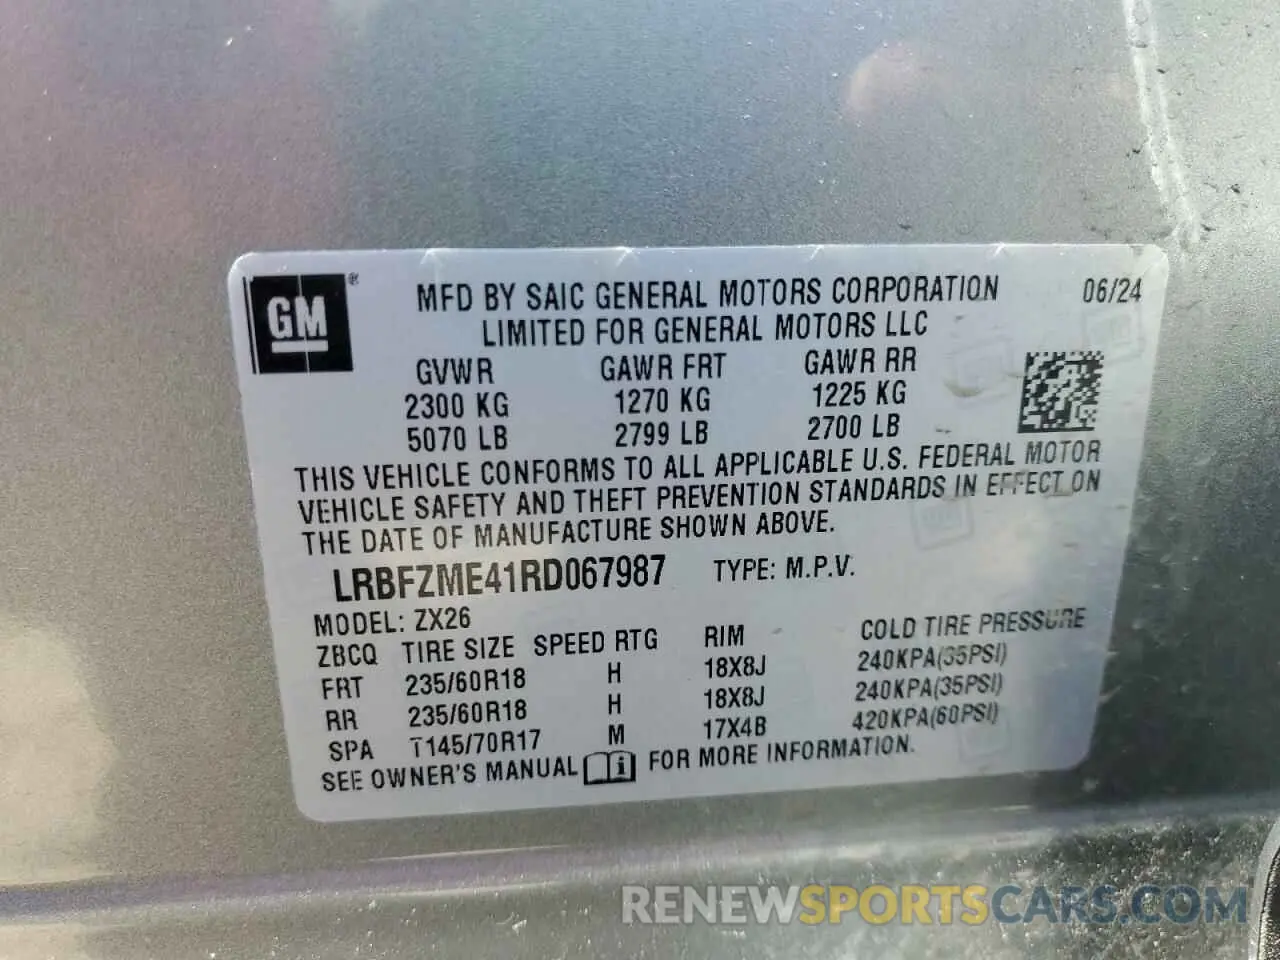 GM®
MFD BY SAIC GENERAL MOTORS CORPORATION 06/24
LIMITED FOR GENERAL MOTORS LLC
GVWR GAWR FRT GAWR RR
2300 KG 1270 KG 1225 KG
5070 LB 2799 LB 2700 LB
THIS VEHICLE CONFORMS TO ALL APPLICABLE U.S. FEDERAL MOTOR
VEHICLE SAFETY AND THEFT PREVENTION STANDARDS IN EFFECT ON
THE DATE OF MANUFACTURE SHOWN ABOVE.
LRBFZME41RD067987 TYPE: M.P.V.
MODEL: ZX26
ZBCQ TIRE SIZE SPEED RTG RIM COLD TIRE PRESSURE
FRT 235/60R18 H 18X8J 240KPA(35PSI)
RR 235/60R18 H 18X8J 240KPA(35PSI)
SPA T145/70R17 M 17X4B 420KPA(60PSI)
SEE OWNER'S MANUAL i FOR MORE INFORMATION.
RENEWSPORTSCARS.COM